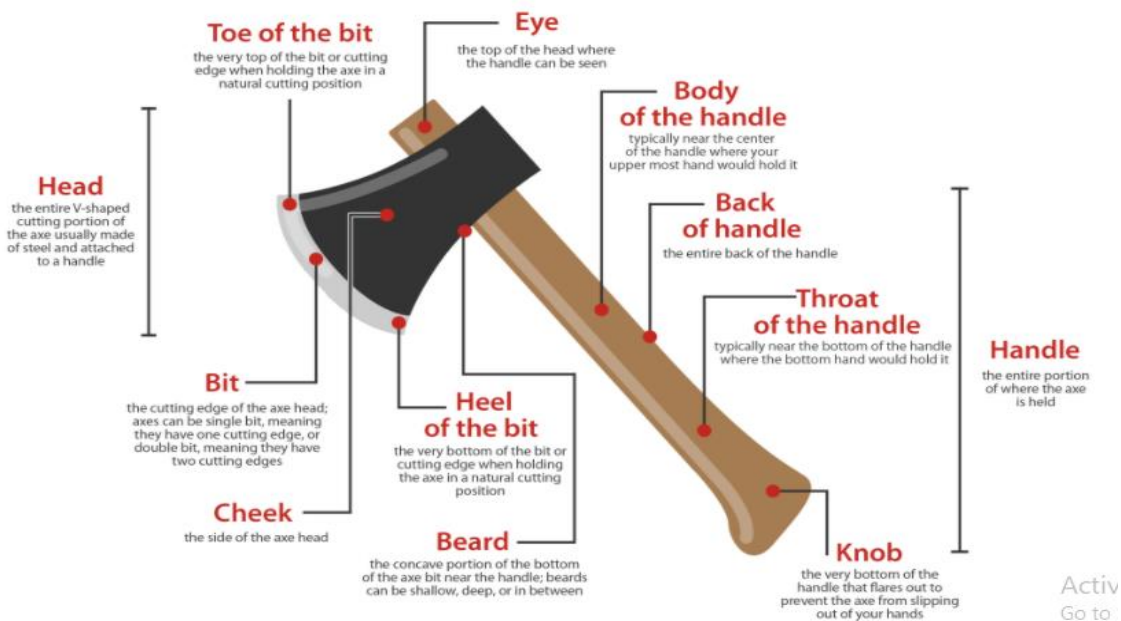 Toe of the bit
the very top of the bit or cutting
edge when holding the axe in a
natural cutting position
Eye
the top of the head where
the handle can be seen
Body
of the handle
typically near the center
of the handle where your
upper most hand would hold it
Head
the entire V-shaped
cutting portion of
the axe usually made
of steel and attached
to a handle
Back
of handle
the entire back of the handle
Throat
of the handle
typically near the bottom of the handle
where the bottom hand would hold it
Handle
the entire portion
of where the axe
is held
Bit
the cutting edge of the axe head;
axes can be single bit, meaning
they have one cutting edge, or
double bit, meaning they have
two cutting edges
Heel
of the bit
the very bottom of the bit or
cutting edge when holding
the axe in a natural cutting
position
Cheek
the side of the axe head
Beard
the concave portion of the bottom
of the axe bit near the handle; beards
can be shallow, deep, or in between
Knob
the very bottom of the
handle that flares out to
prevent the axe from slipping
out of your hands
Activ
Go to